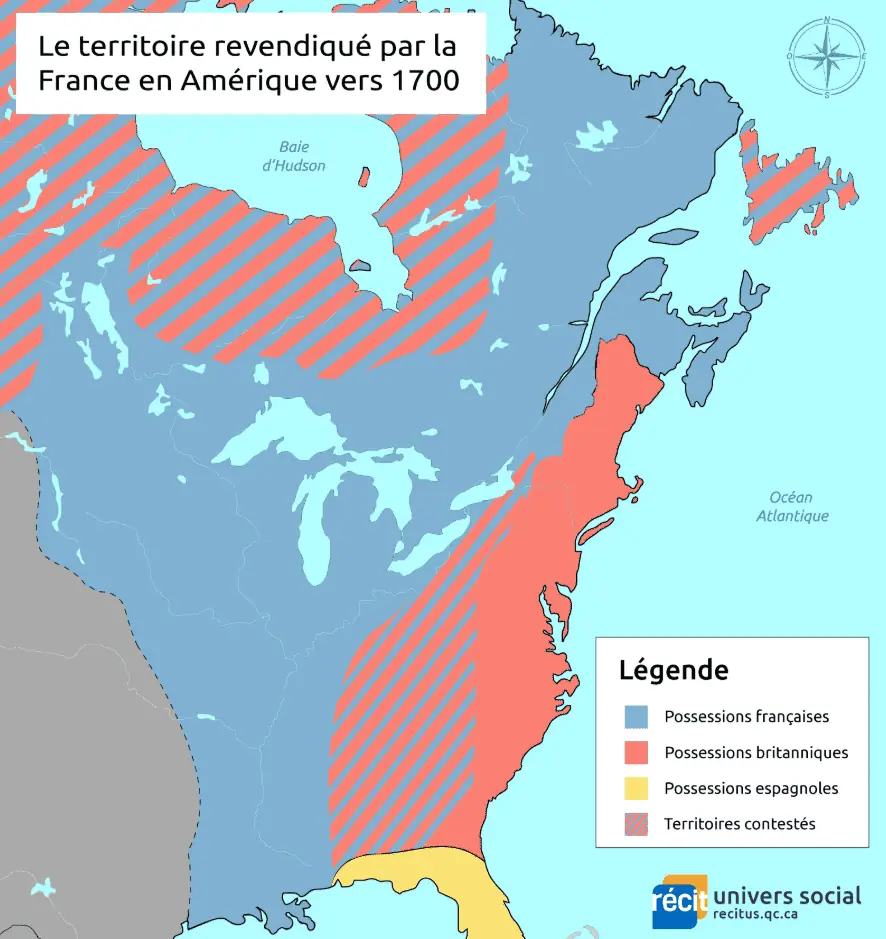 Le territoire revendiqué par la
France en Amérique vers 1700
N
O
E
S
Baie
d'Hudson
Océan
Atlantique
Légende
Possessions françaises
Possessions britanniques
Possessions espagnoles
Territoires contestés
récit
univers social
recitus.qc.ca